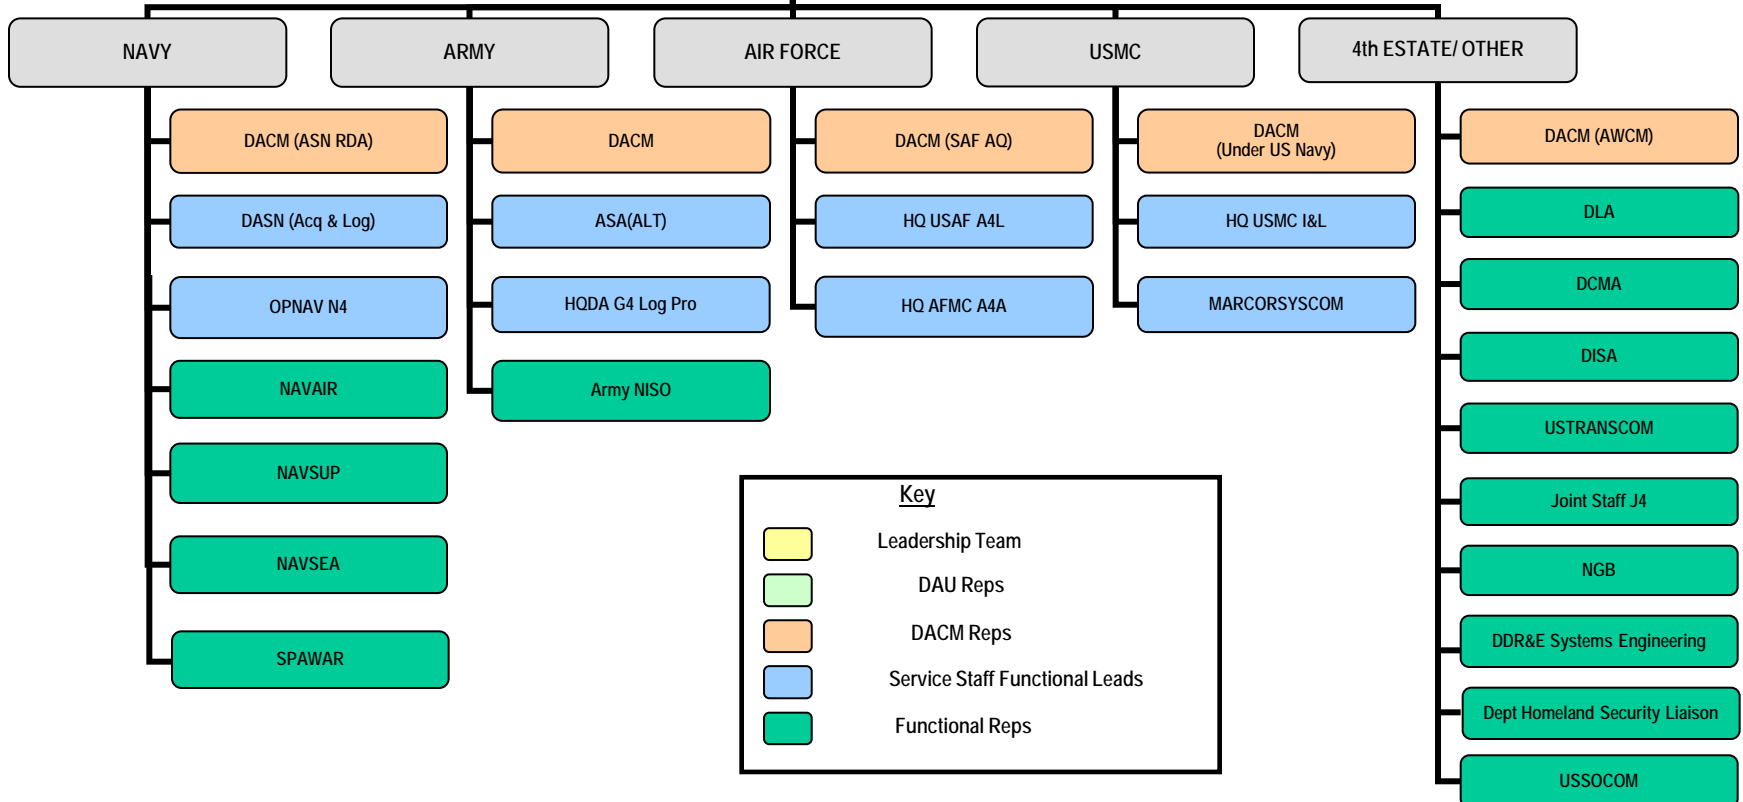 NAVY
ARMY
AIR FORCE
USMC
4th ESTATE/ OTHER
DACM (ASN RDA)
DASN (Acq & Log)
OPNAV N4
NAVAIR
NAVSUP
NAVSEA
SPAWAR
DACM
ASA(ALT)
HQDA G4 Log Pro
Army NISO
DACM (SAF AQ)
HQ USAF A4L
HQ AFMC A4A
DACM
(Under US Navy)
HQ USMC I&L
MARCORSYSCOM
DACM (AWCM)
DLA
DCMA
DISA
USTRANSCOM
Joint Staff J4
NGB
DDR&E Systems Engineering
Dept Homeland Security Liaison
USSOCOM
Key
Leadership Team
DAU Reps
DACM Reps
Service Staff Functional Leads
Functional Reps